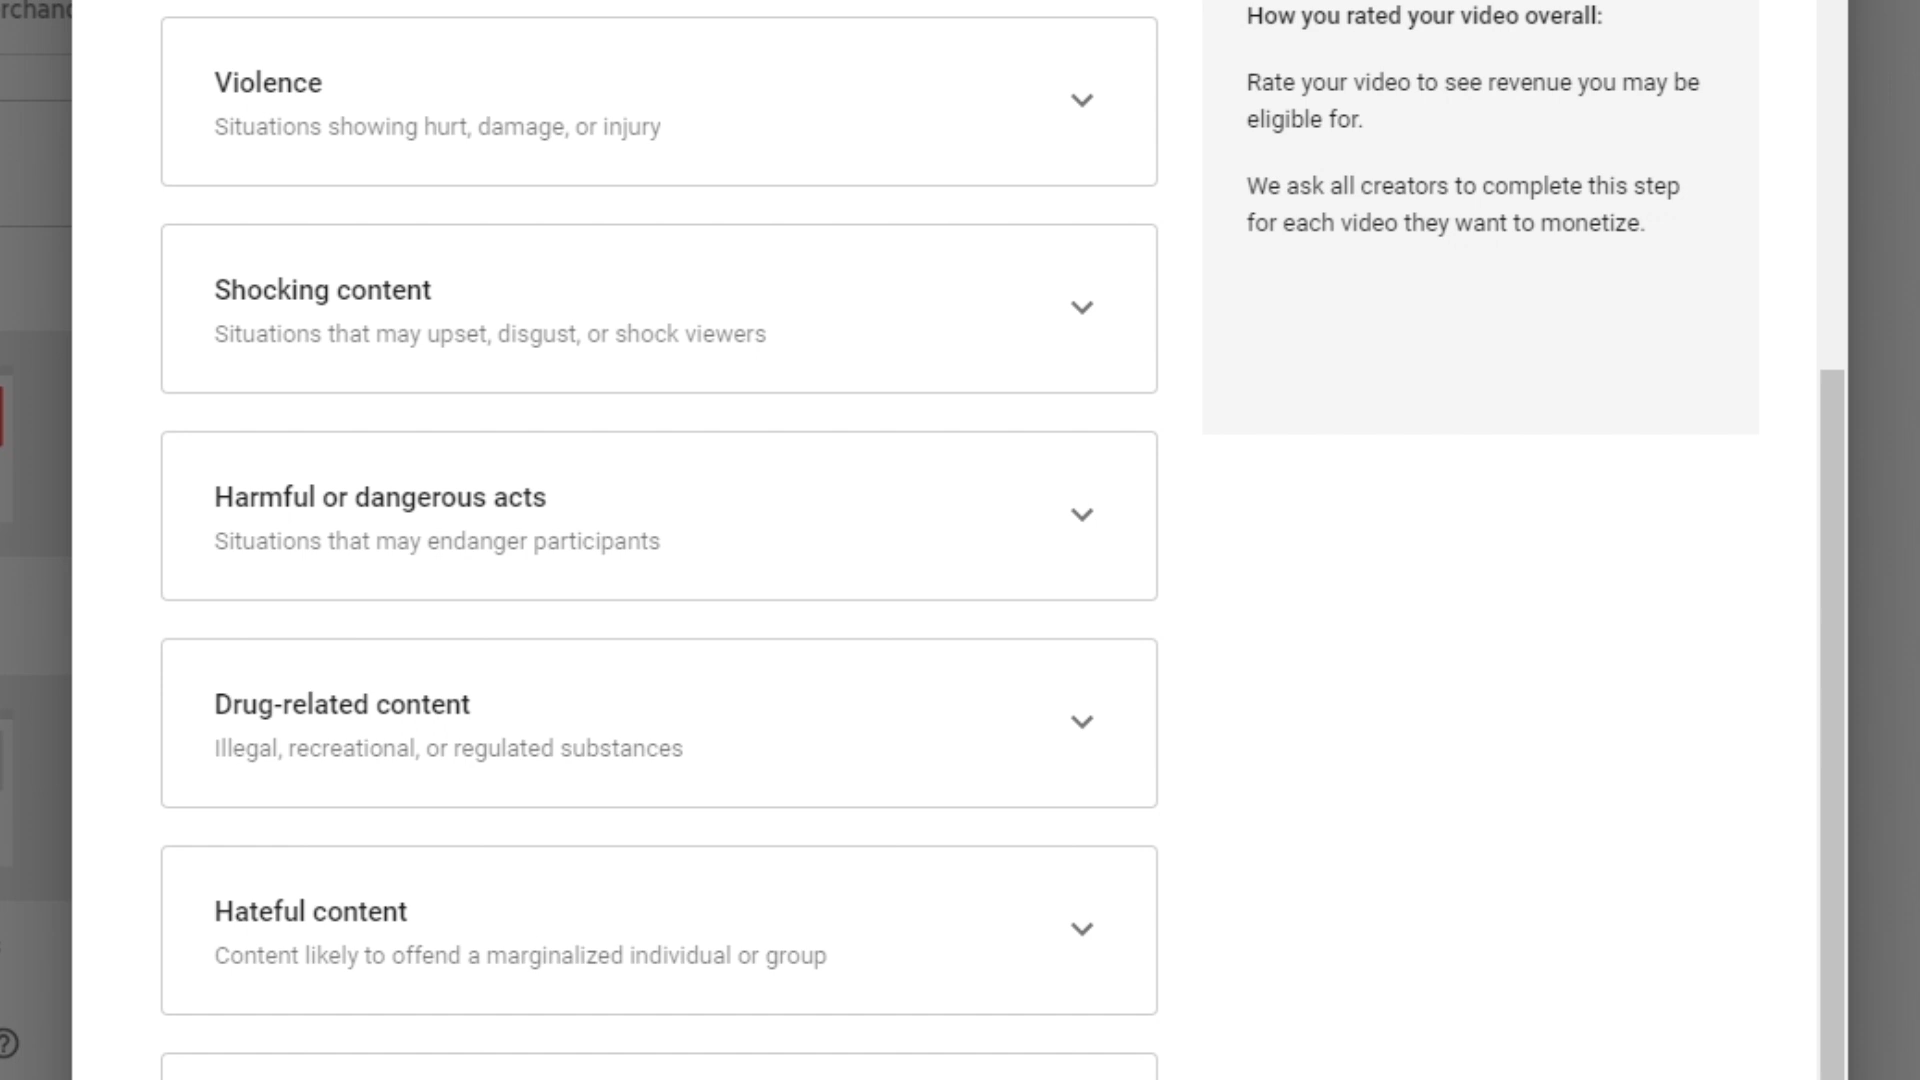 Violence
Situations showing hurt, damage, or injury
Shocking content
Situations that may upset, disgust, or shock viewers
Harmful or dangerous acts
Situations that may endanger participants
Drug-related content
Illegal, recreational, or regulated substances
Hateful content
Content likely to offend a marginalized individual or group
How you rated your video overall:
Rate your video to see revenue you may be
eligible for.
We ask all creators to complete this step
for each video they want to monetize.